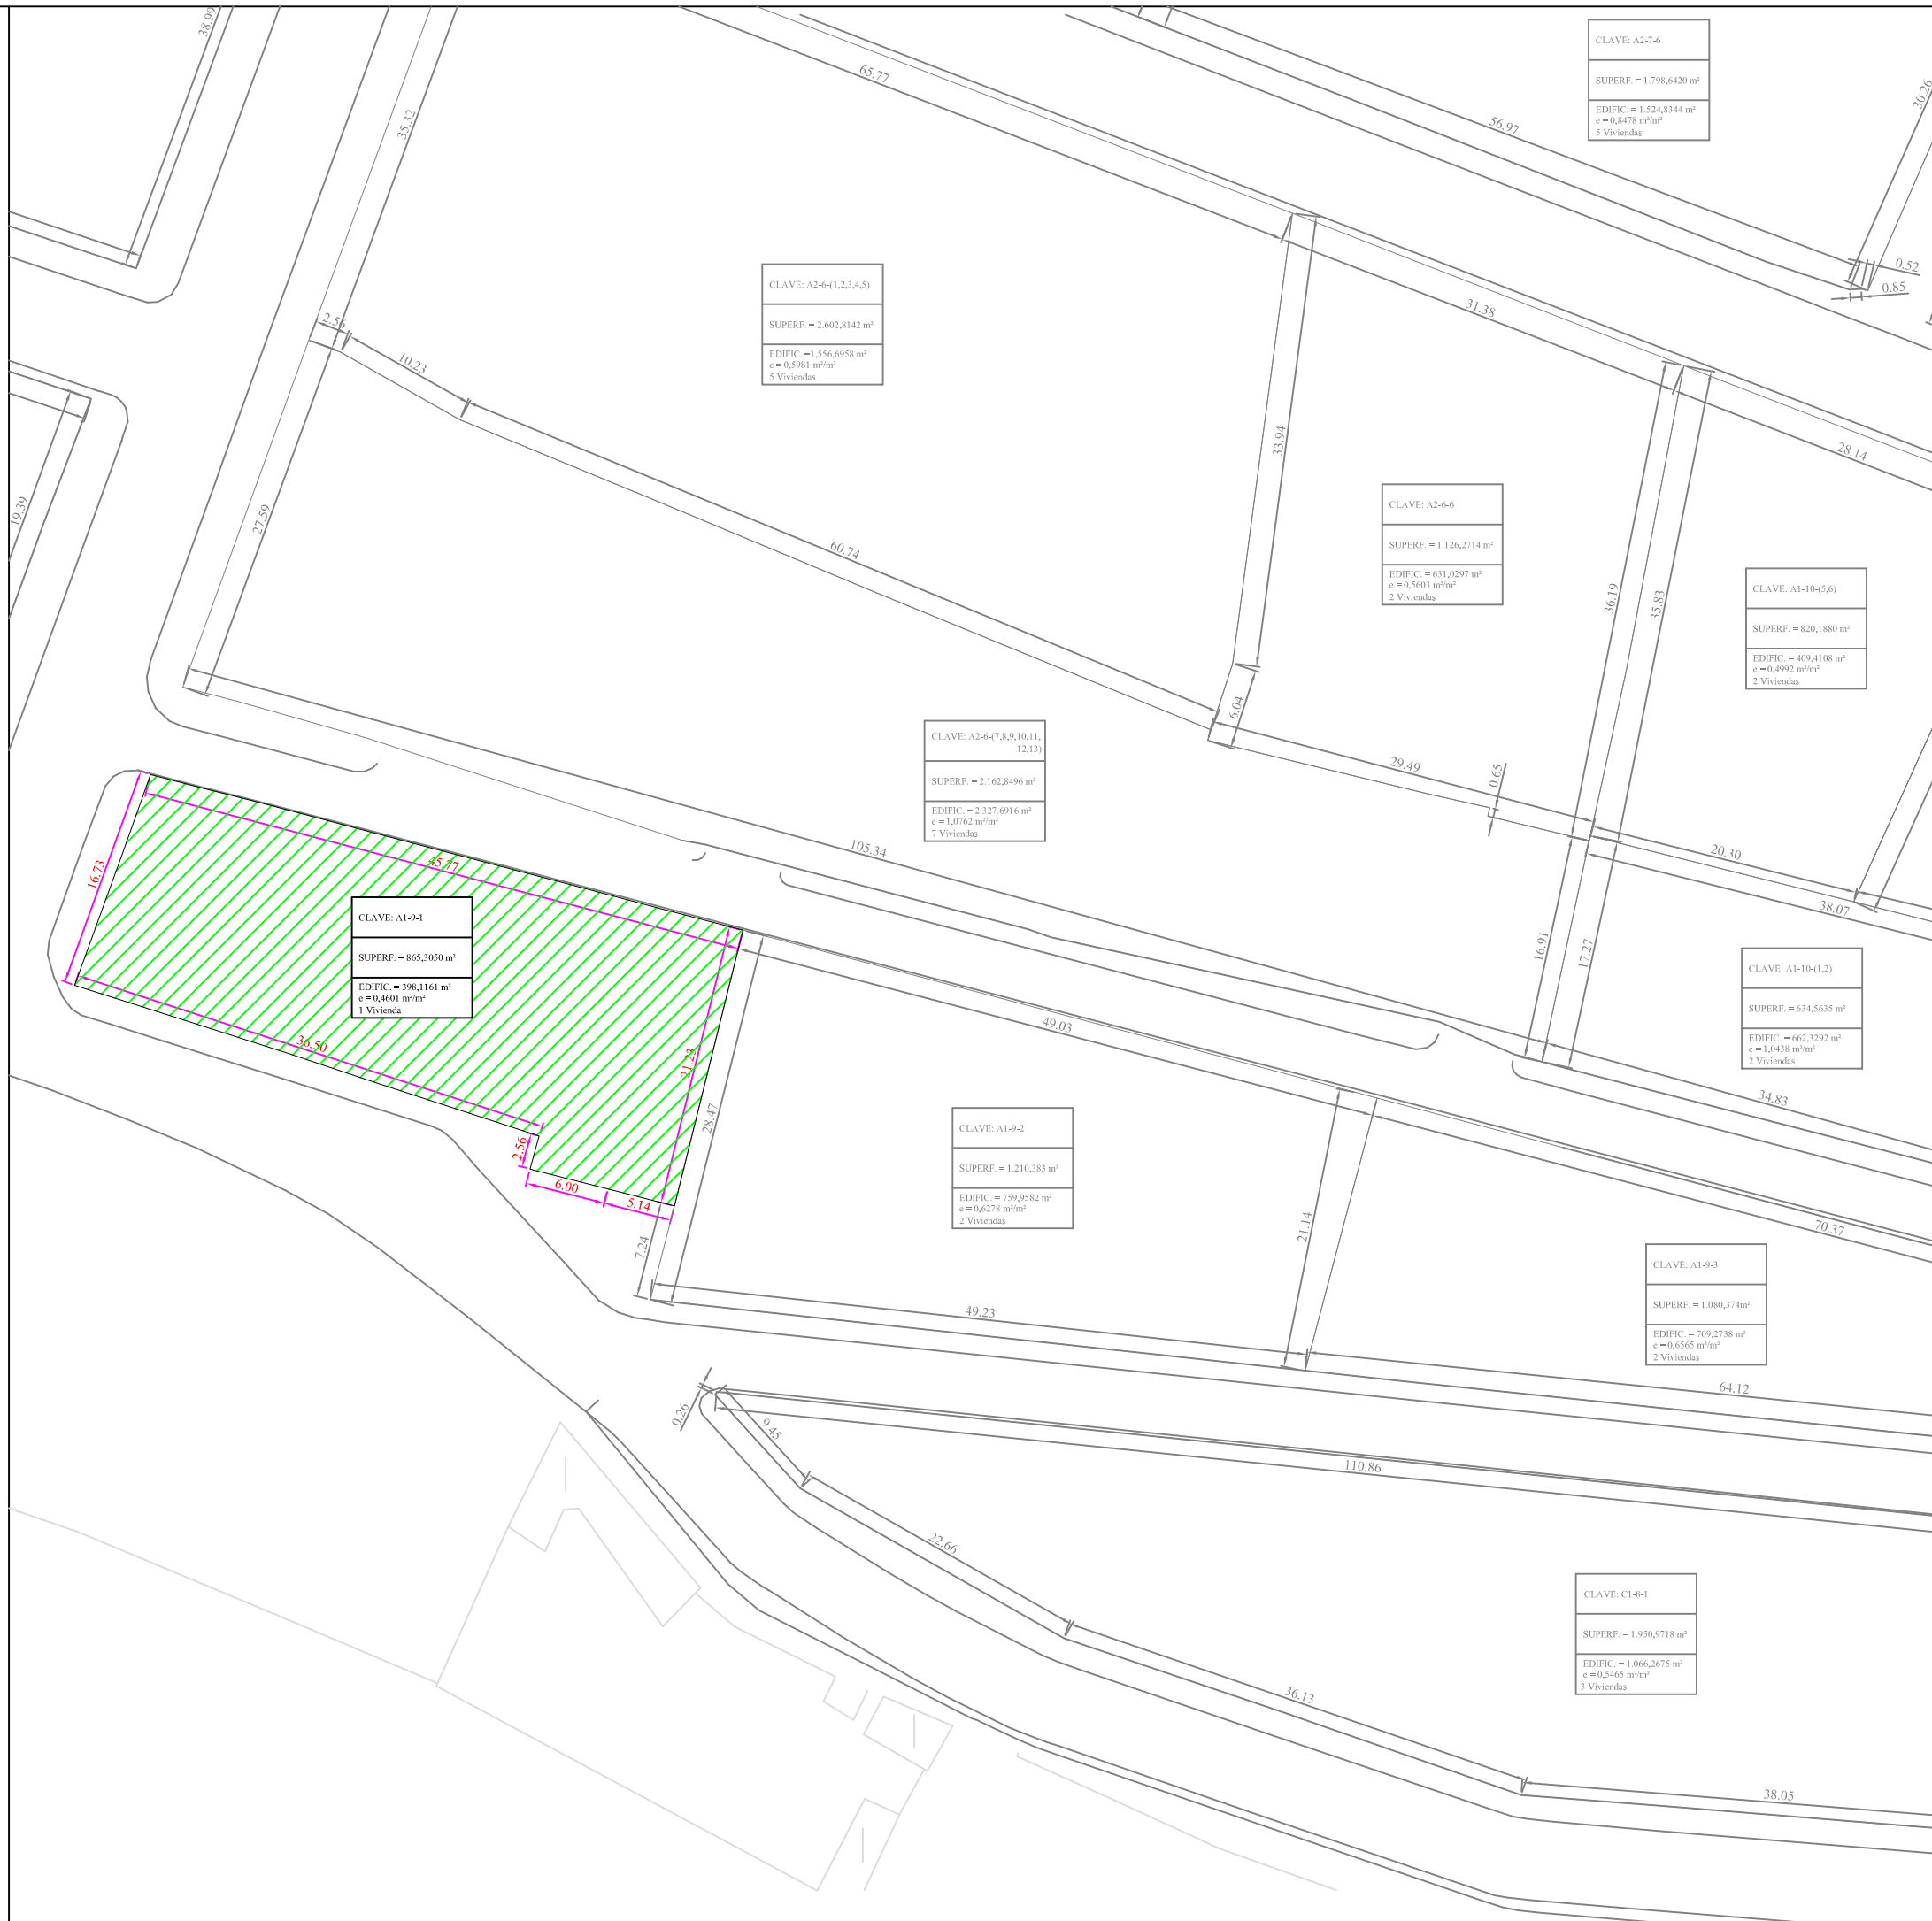 38.99
65.77
CLAVE: A2-7-6
SUPERF. = 1.798,6420 m²
EDIFIC. = 1.524,8344 m²
e = 0,8478 m²/m²
5 Viviendas
30.26
35.32
56.97
0.52
0.85
CLAVE: A2-6-(1,2,3,4,5)
SUPERF. = 2.602,8142 m²
EDIFIC. =1,556,6958 m²
e = 0,5981 m²/m²
5 Viviendas
31.38
2.56
10.23
33.94
28.14
19.39
27.59
60.74
CLAVE: A2-6-6
SUPERF. = 1.126,2714 m²
EDIFIC. = 631,0297 m²
e = 0,5603 m²/m²
2 Viviendas
36.19
35.83
CLAVE: A1-10-(5,6)
SUPERF. = 820,1880 m²
EDIFIC. = 409,4108 m²
e = 0,4992 m²/m²
2 Viviendas
6.04
CLAVE: A2-6-(7,8,9,10,11,
12,13)
SUPERF. = 2.162,8496 m²
EDIFIC. = 2.327.6916 m²
e = 1,0762 m²/m²
7 Viviendas
29.49
0.65
105.34
20.30
38.07
16.73
45.77
CLAVE: A1-9-1
SUPERF. = 865,3050 m²
EDIFIC. = 398,1161 m²
e = 0,4601 m²/m²
1 Vivienda
16.91
17.27
CLAVE: A1-10-(1,2)
SUPERF. = 634,5635 m²
EDIFIC. = 662,3292 m²
e = 1,0438 m²/m²
2 Viviendas
49.03
36.50
21.23
28.47
34.83
2.56
6.00
5.14
CLAVE: A1-9-2
SUPERF. = 1.210,383 m²
EDIFIC. = 759,9582 m²
e = 0,6278 m²/m²
2 Viviendas
21.14
70.37
7.24
CLAVE: A1-9-3
SUPERF. = 1.080,374m²
EDIFIC. = 709,2738 m²
e = 0,6565 m²/m²
2 Viviendas
49.23
64.12
0.26
9.45
110.86
22.66
CLAVE: C1-8-1
SUPERF. = 1.950,9718 m²
EDIFIC. = 1.066,2675 m²
e = 0,5465 m²/m²
3 Viviendas
36.13
38.05